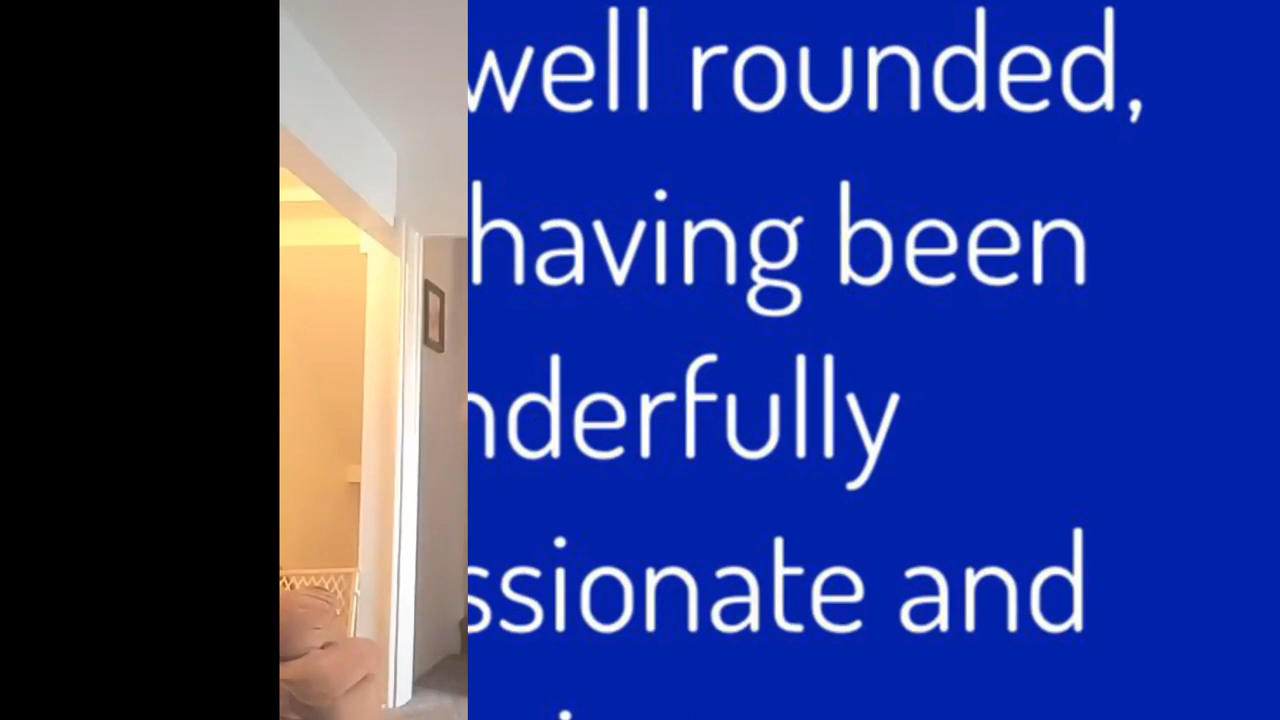 well rounded,
having been
nderfully
ssionate and